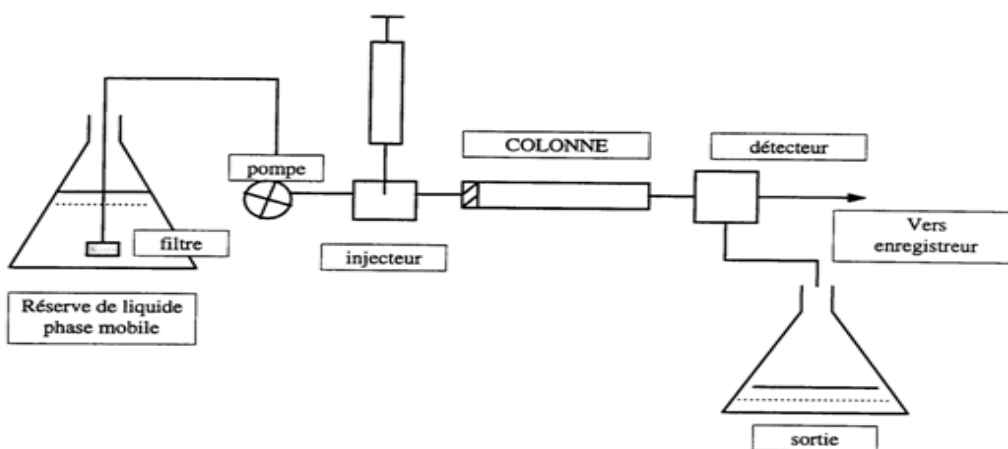 COLONNE
détecteur
pompe
filtre
injecteur
Vers
enregistreur
Réserve de liquide
phase mobile
sortie